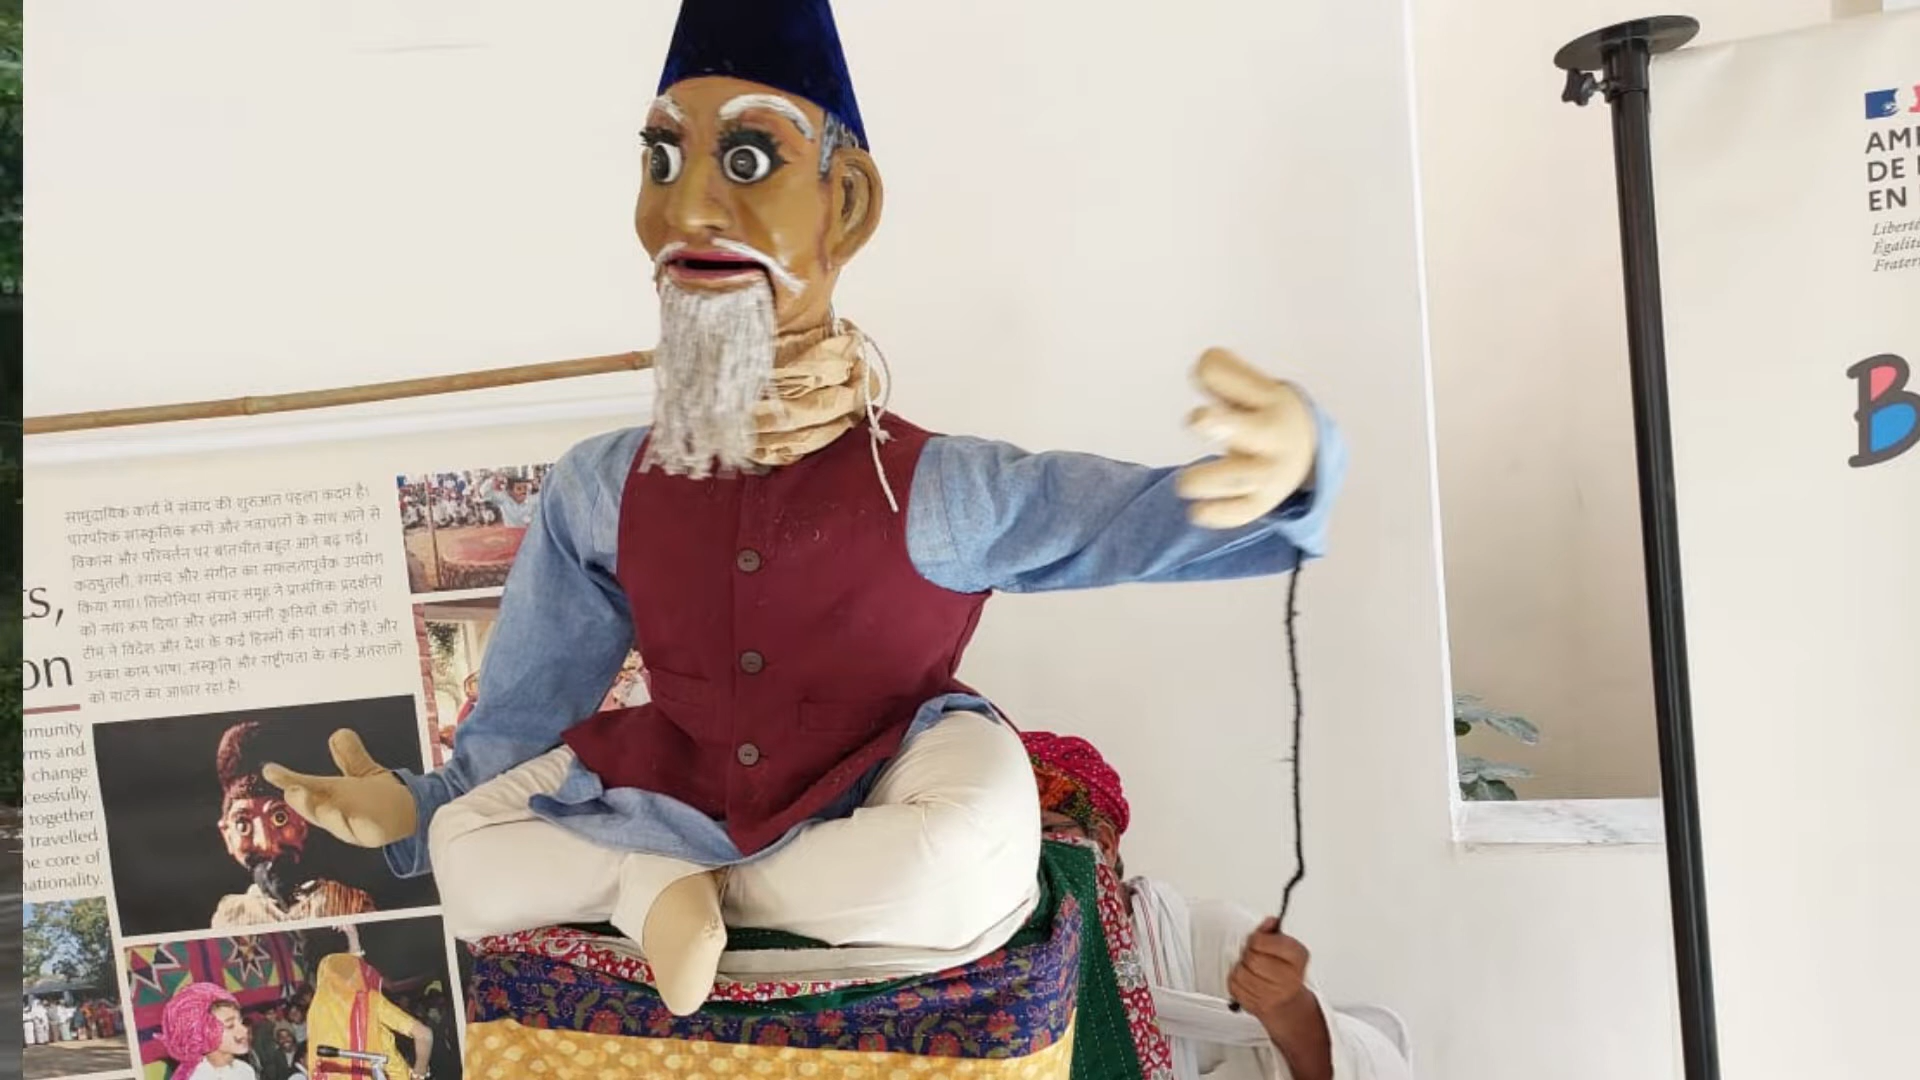 सामुदायिक कार्य में संवाद की शुरुआत पहला कदम है।
पारंपरिक सांस्कृतिक रूपों और नवाचारों के साथ आने से
विकास और परिवर्तन पर बातचीत बहुत आगे बढ़ गई।
कठपुतली, रंगमंच और संगीत का सफलतापूर्वक उपयोग
किया गया। तिलोनिया संचार समूह ने प्रासंगिक प्रदर्शनों
को नया रूप दिया और इसमें अपनी कृतियों को जोड़ा।
टीम ने विदेश और देश के कई हिस्सों की यात्रा की है, और
उनका काम भाषा, संस्कृति और राष्ट्रीयता के कई अंतरालों
को पाटने का आधार रहा है।
ts,
on
mmunity
rms and
change
cessfully.
together
travelled
he core of
nationality.
AM
DE
EN
Liberté
Égalité
Frater
B